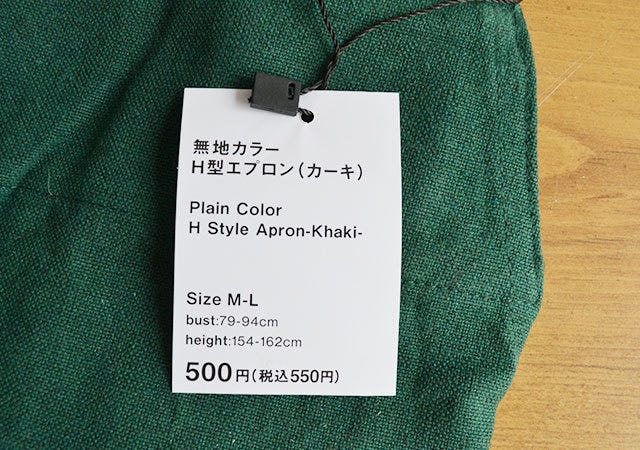 無地カラー
H型エプロン(カーキ)
Plain Color
H Style Apron-Khaki-
Size M-L
bust:79-94cm
height:154-162cm
500円(税込550円)